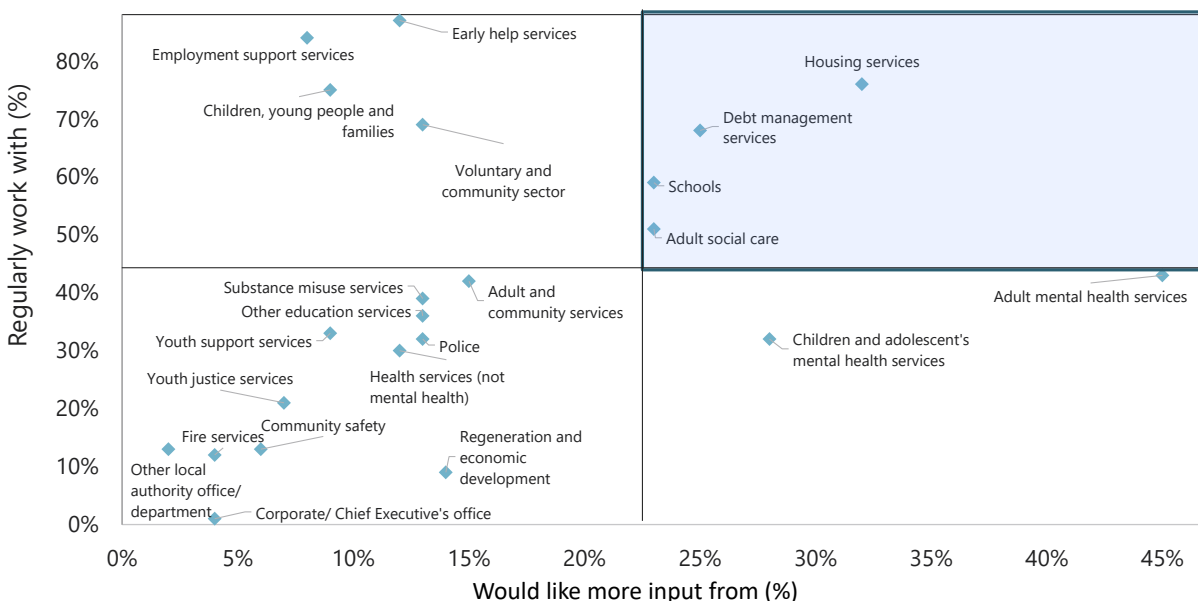 Regularly work with (%)
80%
70%
60%
50%
40%
30%
20%
10%
0%
Early help services
Employment support services
Children, young people and
families
Voluntary and
community sector
Housing services
Debt management
services
Schools
Adult social care
Adult mental health services
Children and adolescent's
mental health services
Substance misuse services
Other education services
Adult and
community services
Youth support services
Police
Health services (not
mental health)
Youth justice services
Fire services
Community safety
Regeneration and
economic
development
Other local
authority office/
department
Corporate/ Chief Executive's office
0%
5%
10%
15%
20%
25%
30%
35%
40%
45%
Would like more input from (%)